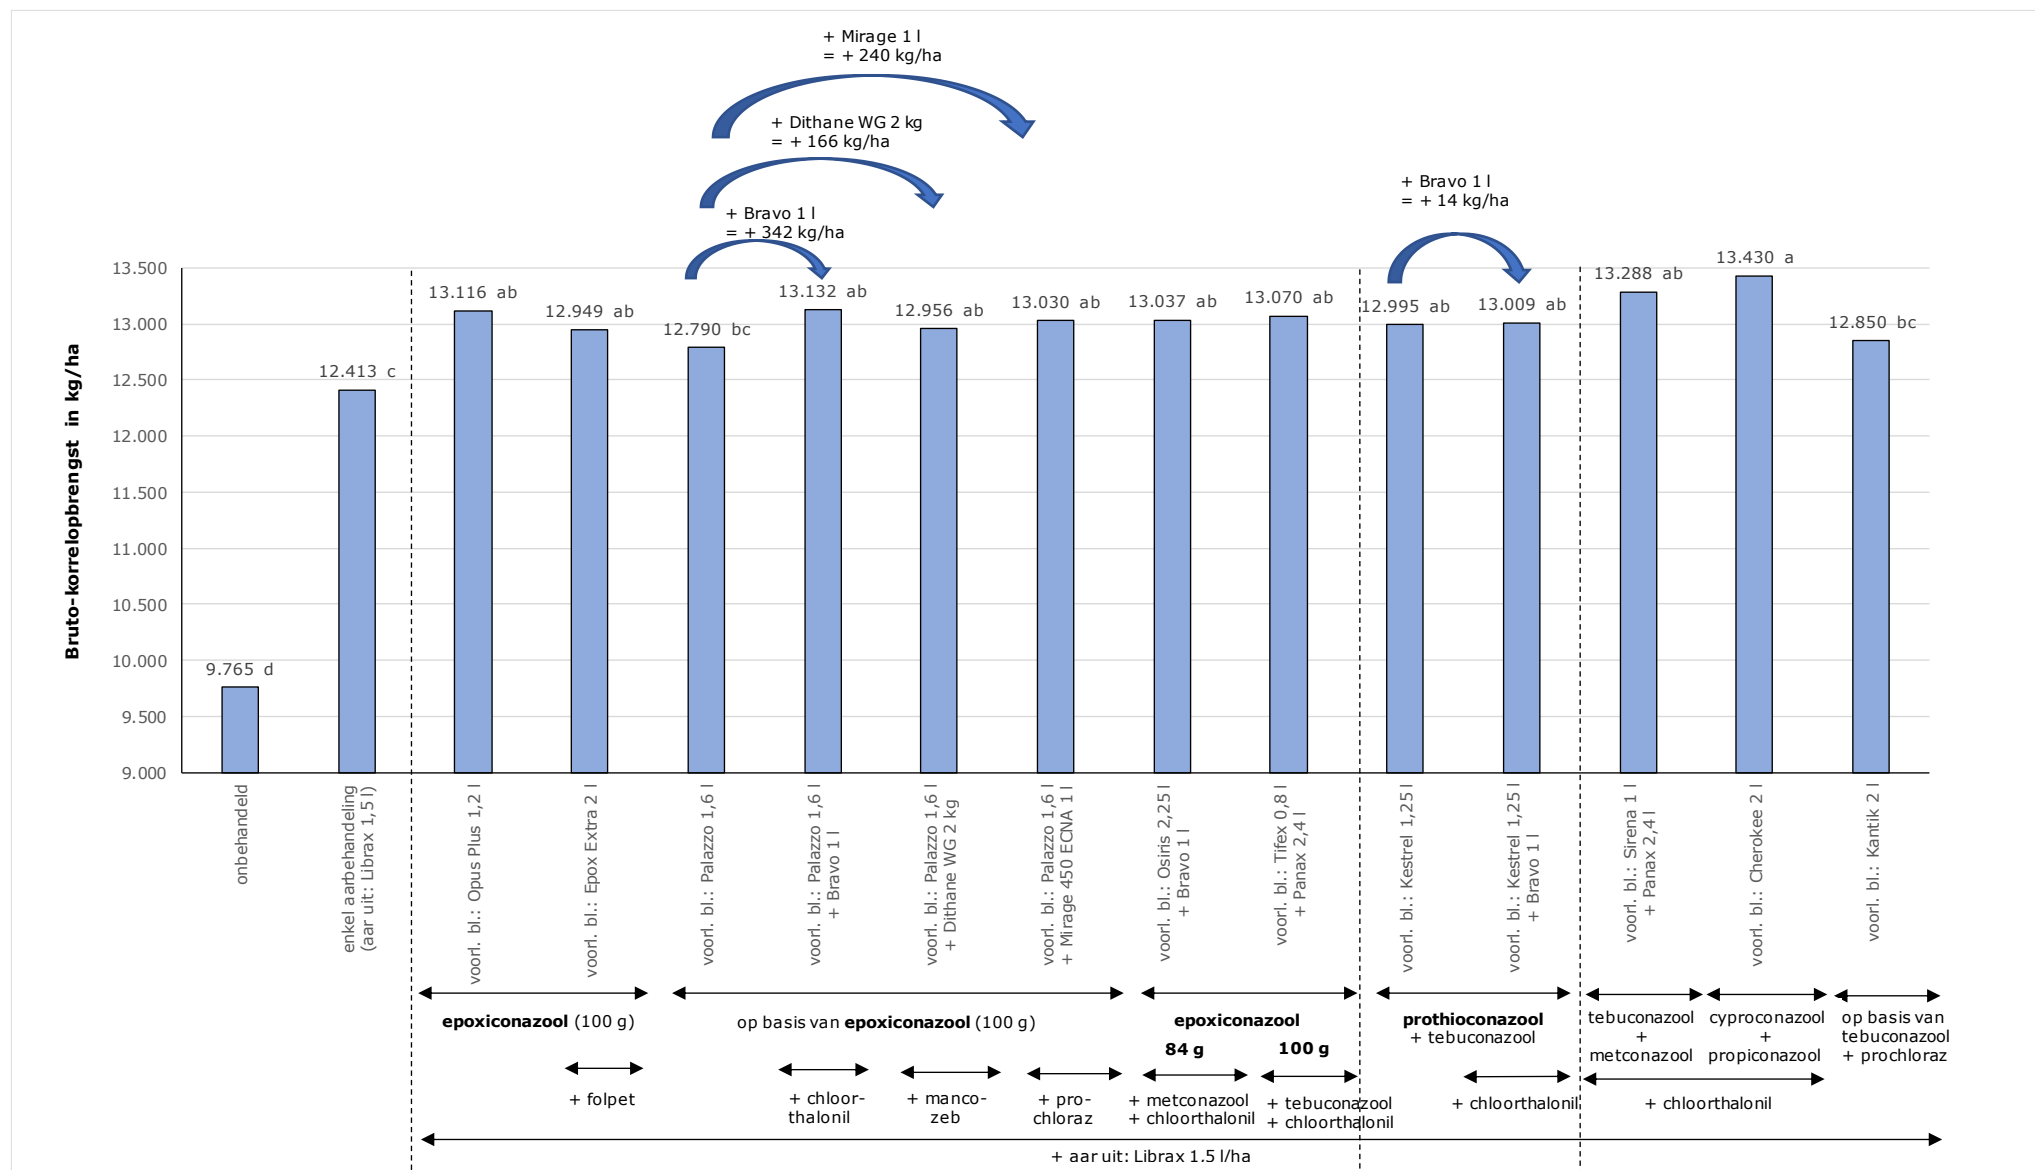 + Mirage 1 l
= + 240 kg/ha
+ Dithane WG 2 kg
= + 166 kg/ha
+ Bravo 1 l
= + 342 kg/ha
+ Bravo 1 l
= + 14 kg/ha
Bruto-korrelopbrengst in kg/ha
13.500
13.000
12.500
12.000
11.500
11.000
10.500
10.000
9.500
9.000
9.765 d
12.413 c
13.116 ab
12.949 ab
12.790 bc
13.132 ab
12.956 ab
13.030 ab
13.037 ab
13.070 ab
12.995 ab
13.009 ab
13.288 ab
13.430 a
12.850 bc
onbehandeld
enkel aarbehandeling
(aar uit: Librax 1,5 l)
voorl. bl.: Opus Plus 1,2 l
voorl. bl.: Epox Extra 2 l
voorl. bl.: Palazzo 1,6 l
voorl. bl.: Palazzo 1,6 l
+ Bravo 1 l
voorl. bl.: Palazzo 1,6 l
+ Dithane WG 2 kg
voorl. bl.: Palazzo 1,6 l
+ Mirage 450 ECNA 1 l
voorl. bl.: Osiris 2,25 l
+ Bravo 1 l
voorl. bl.: Tifex 0,8 l
+ Panax 2,4 l
voorl. bl.: Kestrel 1,25 l
voorl. bl.: Kestrel 1,25 l
+ Bravo 1 l
voorl. bl.: Sirena 1 l
+ Panax 2,4 l
voorl. bl.: Cherokee 2 l
voorl. bl.: Kantik 2 l
epoxiconazool (100 g)
+ folpet
op basis van epoxiconazool (100 g)
+ chloor-
thalonil
+ manco-
zeb
+ pro-
chloraz
epoxiconazool
84 g
100 g
+ metconazool
+ chloorthalonil
+ tebuconazool
+ chloorthalonil
prothioconazool
+ tebuconazool
+ chloorthalonil
tebuconazool
+
metconazool
cyproconazool
+
propiconazool
+ chloorthalonil
op basis van
tebuconazool
+ prochloraz
+ aar uit: Librax 1,5 l/ha